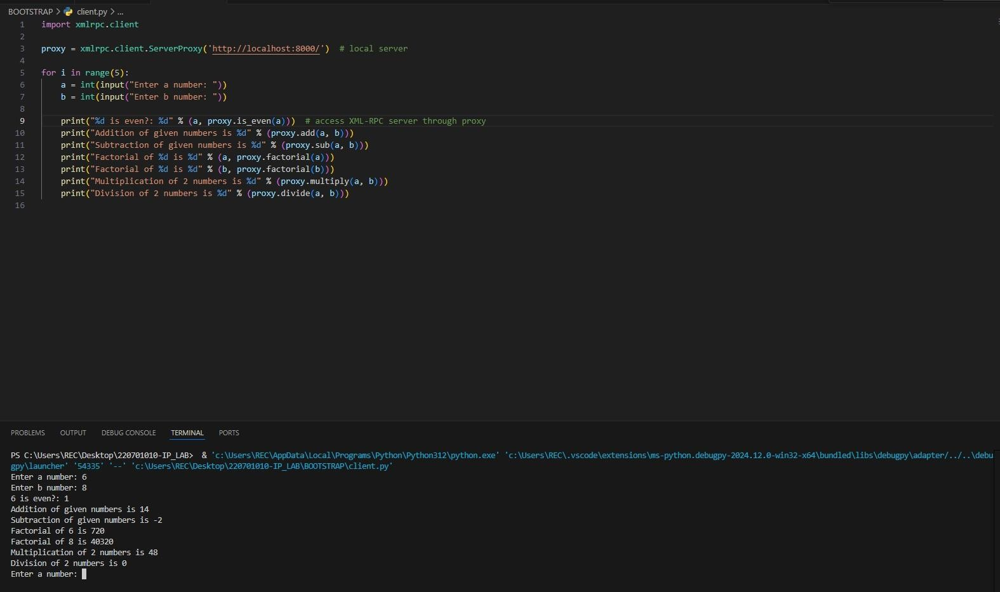 BOOTSTRAP > client.py > ...
1 import xmlrpc.client
2
3 proxy = xmlrpc.client.ServerProxy('http://localhost:8000/')  # local server
4
5 for i in range(5):
6     a = int(input("Enter a number: "))
7     b = int(input("Enter b number: "))
8
9     print("%d is even?: %d" % (a, proxy.is_even(a)))  # access XML-RPC server through proxy
10     print("Addition of given numbers is %d" % (proxy.add(a, b)))
11     print("Subtraction of given numbers is %d" % (proxy.sub(a, b)))
12     print("Factorial of %d is %d" % (a, proxy.factorial(a)))
13     print("Factorial of %d is %d" % (b, proxy.factorial(b)))
14     print("Multiplication of 2 numbers is %d" % (proxy.multiply(a, b)))
15     print("Division of 2 numbers is %d" % (proxy.divide(a, b)))
16
PROBLEMS OUTPUT DEBUG CONSOLE TERMINAL PORTS
PS C:\Users\REC\Desktop\220701010-IP_LAB>  & 'c:\Users\REC\AppData\Local\Programs\Python\Python312\python.exe' 'c:\Users\REC\.vscode\extensions\ms-python.debugpy-2024.12.0-win32-x64\bundled\libs\debugpy\adapter/../..\debu
gpy\launcher' '54335' '--' 'c:\Users\REC\Desktop\220701010-IP_LAB\BOOTSTRAP\client.py'
Enter a number: 6
Enter b number: 8
6 is even?: 1
Addition of given numbers is 14
Subtraction of given numbers is -2
Factorial of 6 is 720
Factorial of 8 is 40320
Multiplication of 2 numbers is 48
Division of 2 numbers is 0
Enter a number: